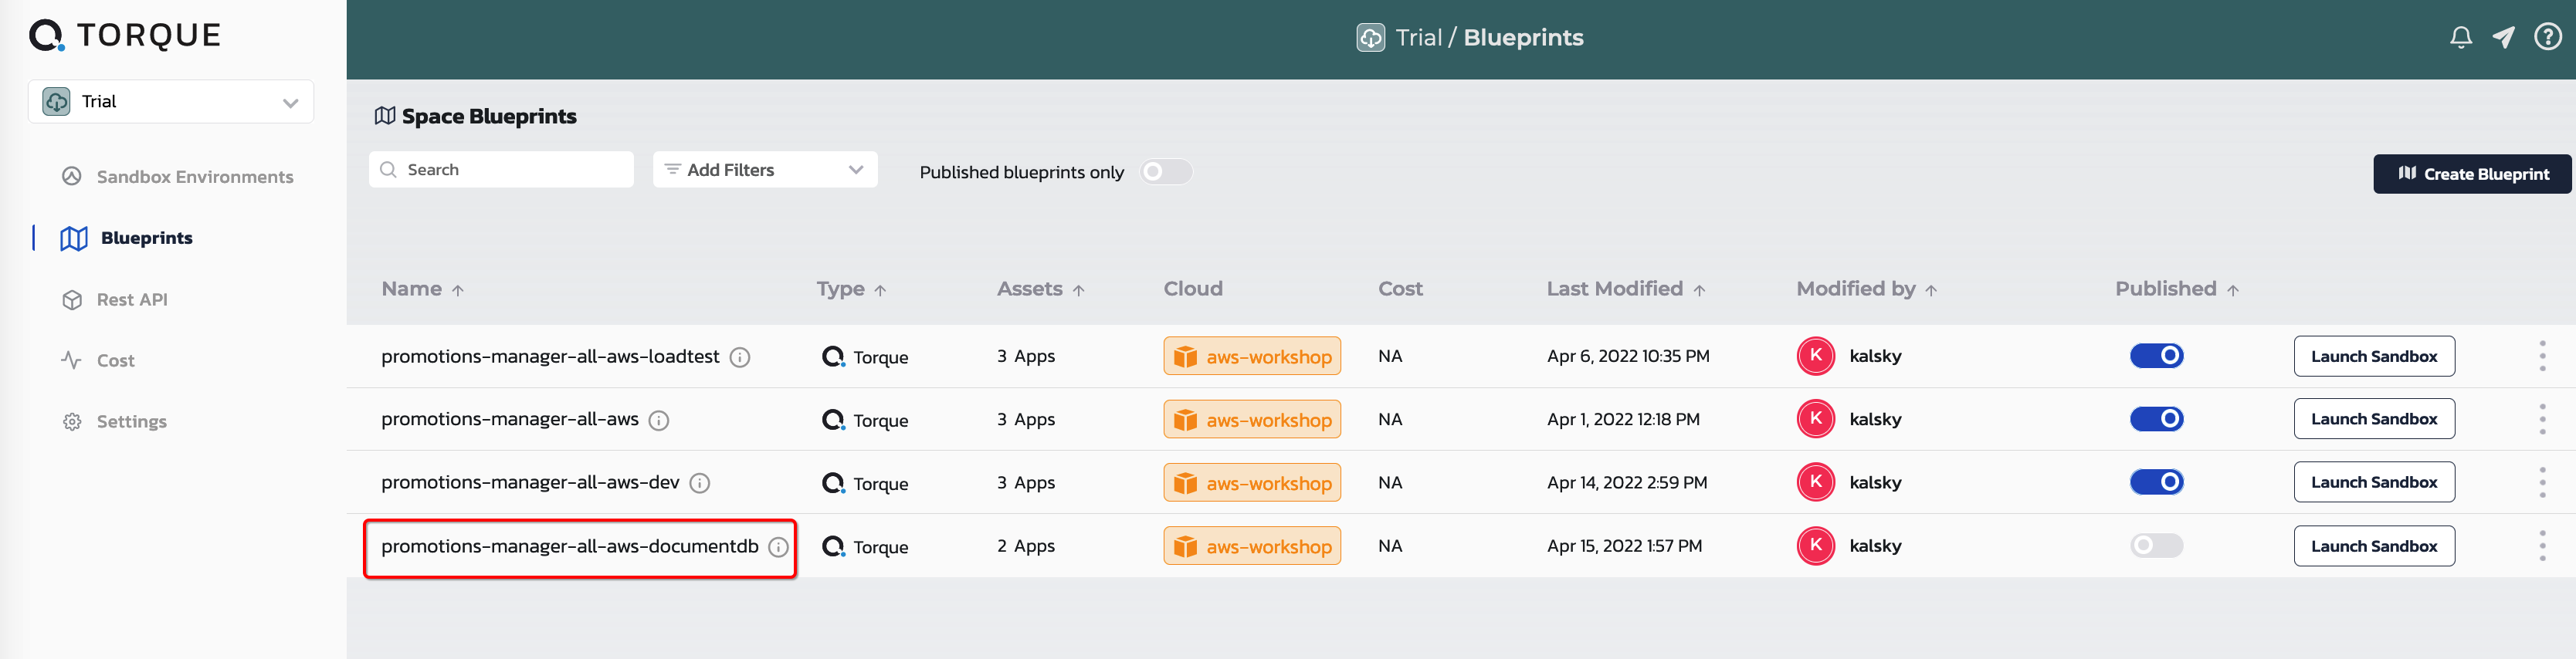 TORQUE
Trial
Sandbox Environments
Blueprints
Rest API
Cost
Settings
Trial / Blueprints
Space Blueprints
Search
Add Filters
Published blueprints only
Create Blueprint
Name Type Assets Cloud Cost Last Modified Modified by Published
promotions-manager-all-aws-loadtest Torque 3 Apps aws-workshop NA Apr 6, 2022 10:35 PM K kalsky Launch Sandbox
promotions-manager-all-aws Torque 3 Apps aws-workshop NA Apr 1, 2022 12:18 PM K kalsky Launch Sandbox
promotions-manager-all-aws-dev Torque 3 Apps aws-workshop NA Apr 14, 2022 2:59 PM K kalsky Launch Sandbox
promotions-manager-all-aws-documentdb Torque 2 Apps aws-workshop NA Apr 15, 2022 1:57 PM K kalsky Launch Sandbox